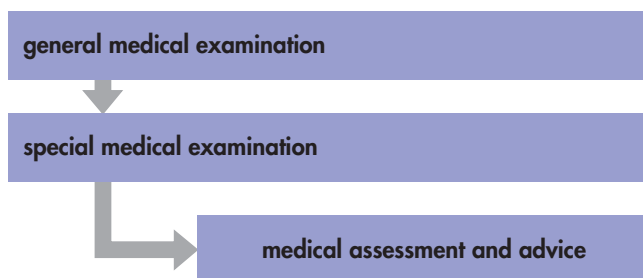 general medical examination
special medical examination
medical assessment and advice